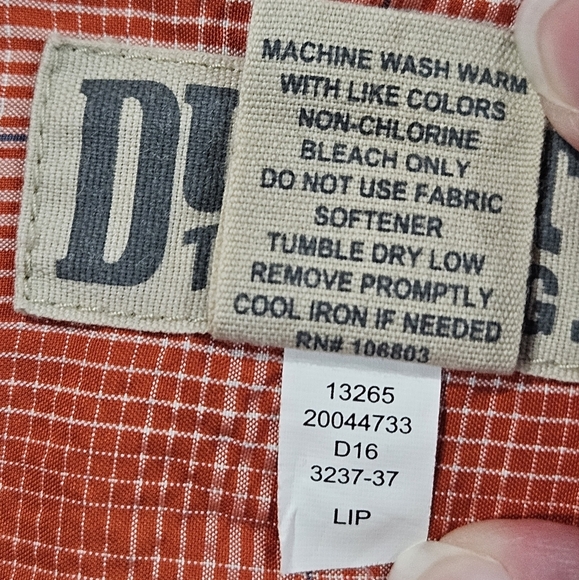 DU
MACHINE WASH WARM
WITH LIKE COLORS
NON-CHLORINE
BLEACH ONLY
DO NOT USE FABRIC
SOFTENER
TUMBLE DRY LOW
REMOVE PROMPTLY
COOL IRON IF NEEDED
RN# 106803
13265
20044733
D16
3237-37
LIP